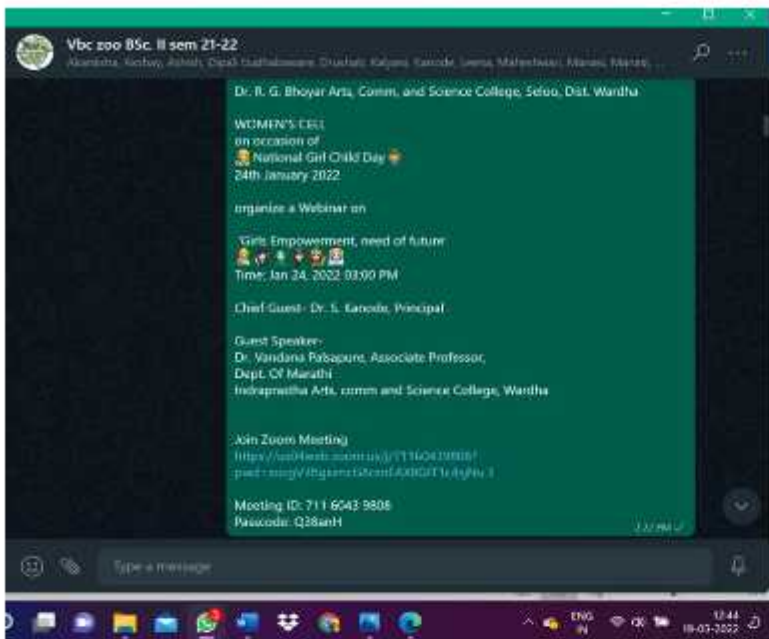 Vbc zoo BSc. II sem 21-22
Dr. R. G. Bhoyar Arts, Comm, and Science College, Seloo, Dist. Wardha
WOMEN'S CELL
on occasion of
National Girl Child Day
24th January 2022
organize a Webinar on
'Girls Empowerment, need of future
Time: Jan 24, 2022 03:00 PM
Chief Guest- Dr. S. Kanode, Principal
Guest Speaker-
Dr. Vandana Palsapure, Associate Professor,
Dept. Of Marathi
Indraprastha Arts, comm and Science College, Wardha
Join Zoom Meeting
Meeting ID: 711 6043 9808
Passcode: Q38anH
Type a message
ENG
IN
12:44
19-03-2022